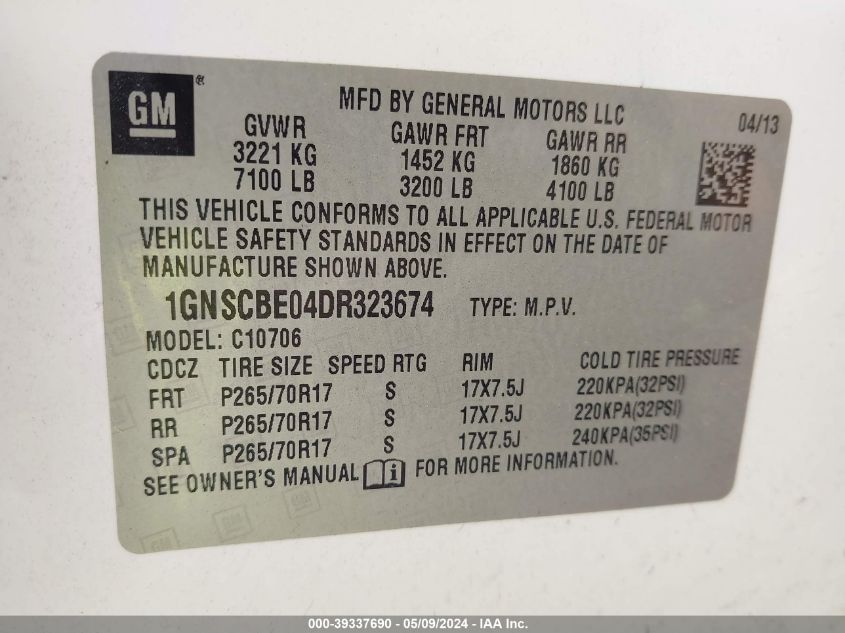 GM ®
MFD BY GENERAL MOTORS LLC
04/13
GVWR GAWR FRT GAWR RR
3221 KG 1452 KG 1860 KG
7100 LB 3200 LB 4100 LB
THIS VEHICLE CONFORMS TO ALL APPLICABLE U.S. FEDERAL MOTOR
VEHICLE SAFETY STANDARDS IN EFFECT ON THE DATE OF
MANUFACTURE SHOWN ABOVE.
1GNSCBE04DR323674 TYPE: M.P.V.
MODEL: C10706
CDCZ TIRE SIZE SPEED RTG RIM COLD TIRE PRESSURE
FRT P265/70R17 S 17X7.5J 220KPA(32PSI)
RR P265/70R17 S 17X7.5J 220KPA(32PSI)
SPA P265/70R17 S 17X7.5J 240KPA(35PSI)
SEE OWNER'S MANUAL i FOR MORE INFORMATION.
000-39337690 - 05/09/2024 - IAA Inc.